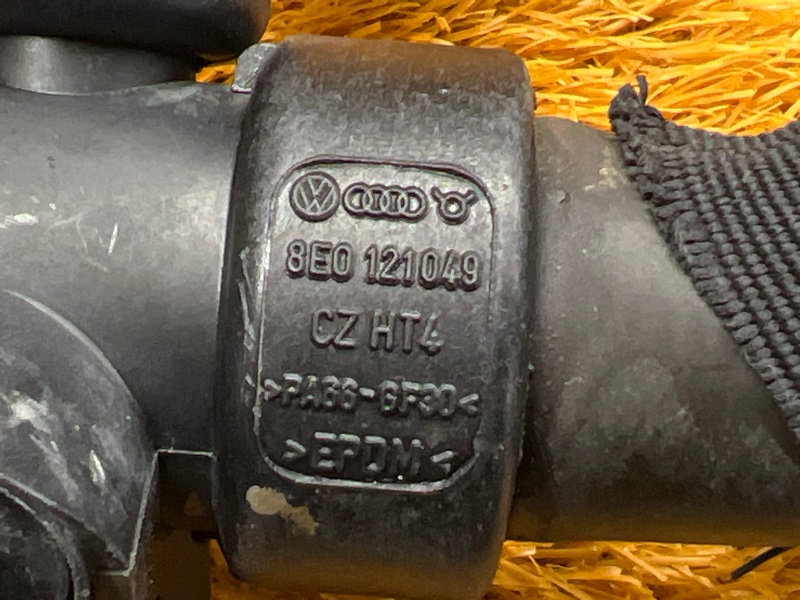 8E0 121049
CZ HT4
>PA66-GF30<
>EPDM<